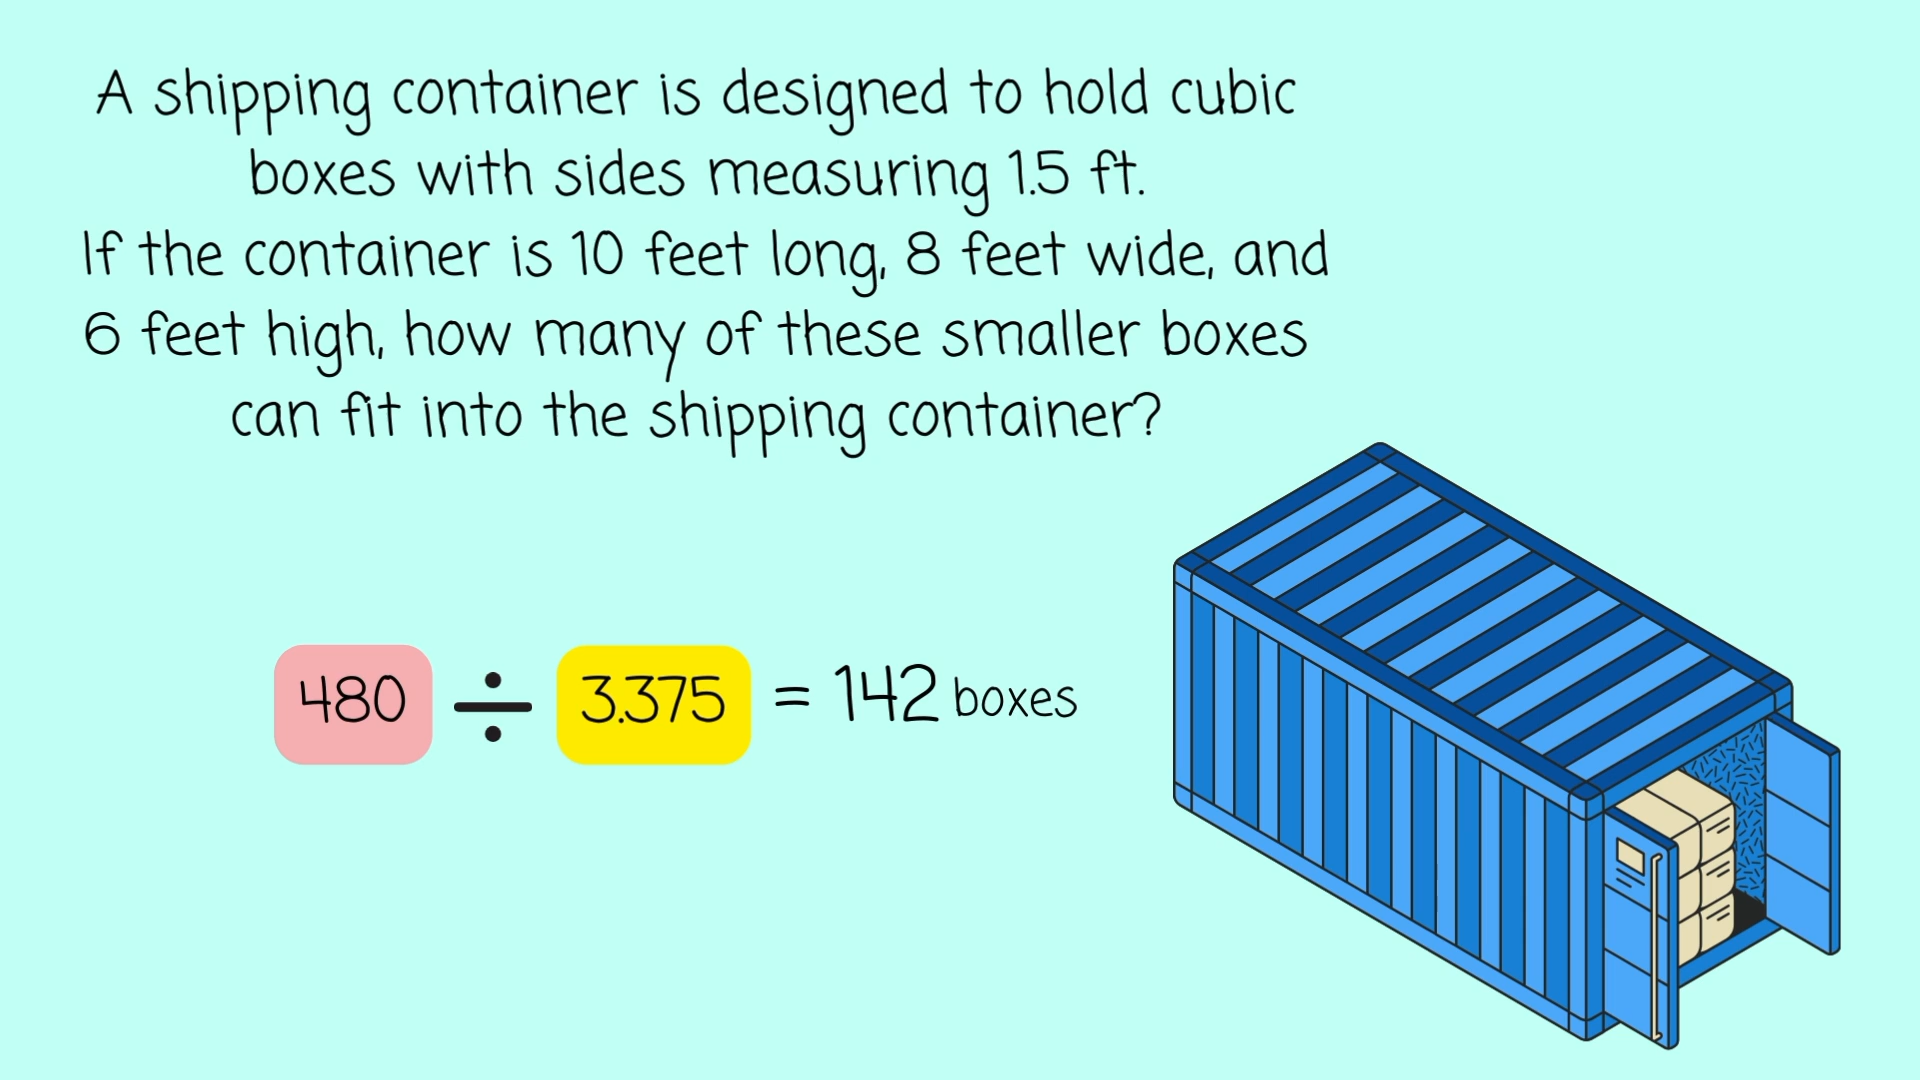 A shipping container is designed to hold cubic
boxes with sides measuring 1.5 ft.
If the container is 10 feet long, 8 feet wide, and
6 feet high, how many of these smaller boxes
can fit into the shipping container?
480 ÷ 3.375 = 142 boxes